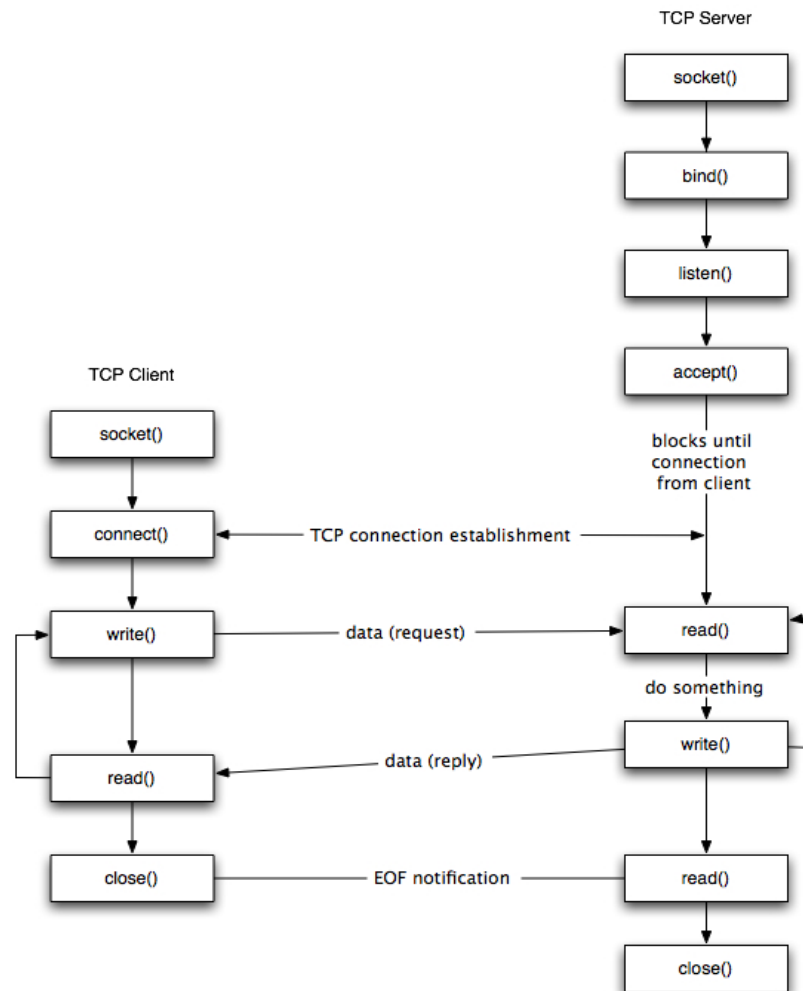 TCP Server
socket()
bind()
listen()
accept()
blocks until
connection
from client
TCP Client
socket()
connect()
TCP connection establishment
write()
data (request)
read()
do something
write()
data (reply)
read()
close()
EOF notification
read()
close()